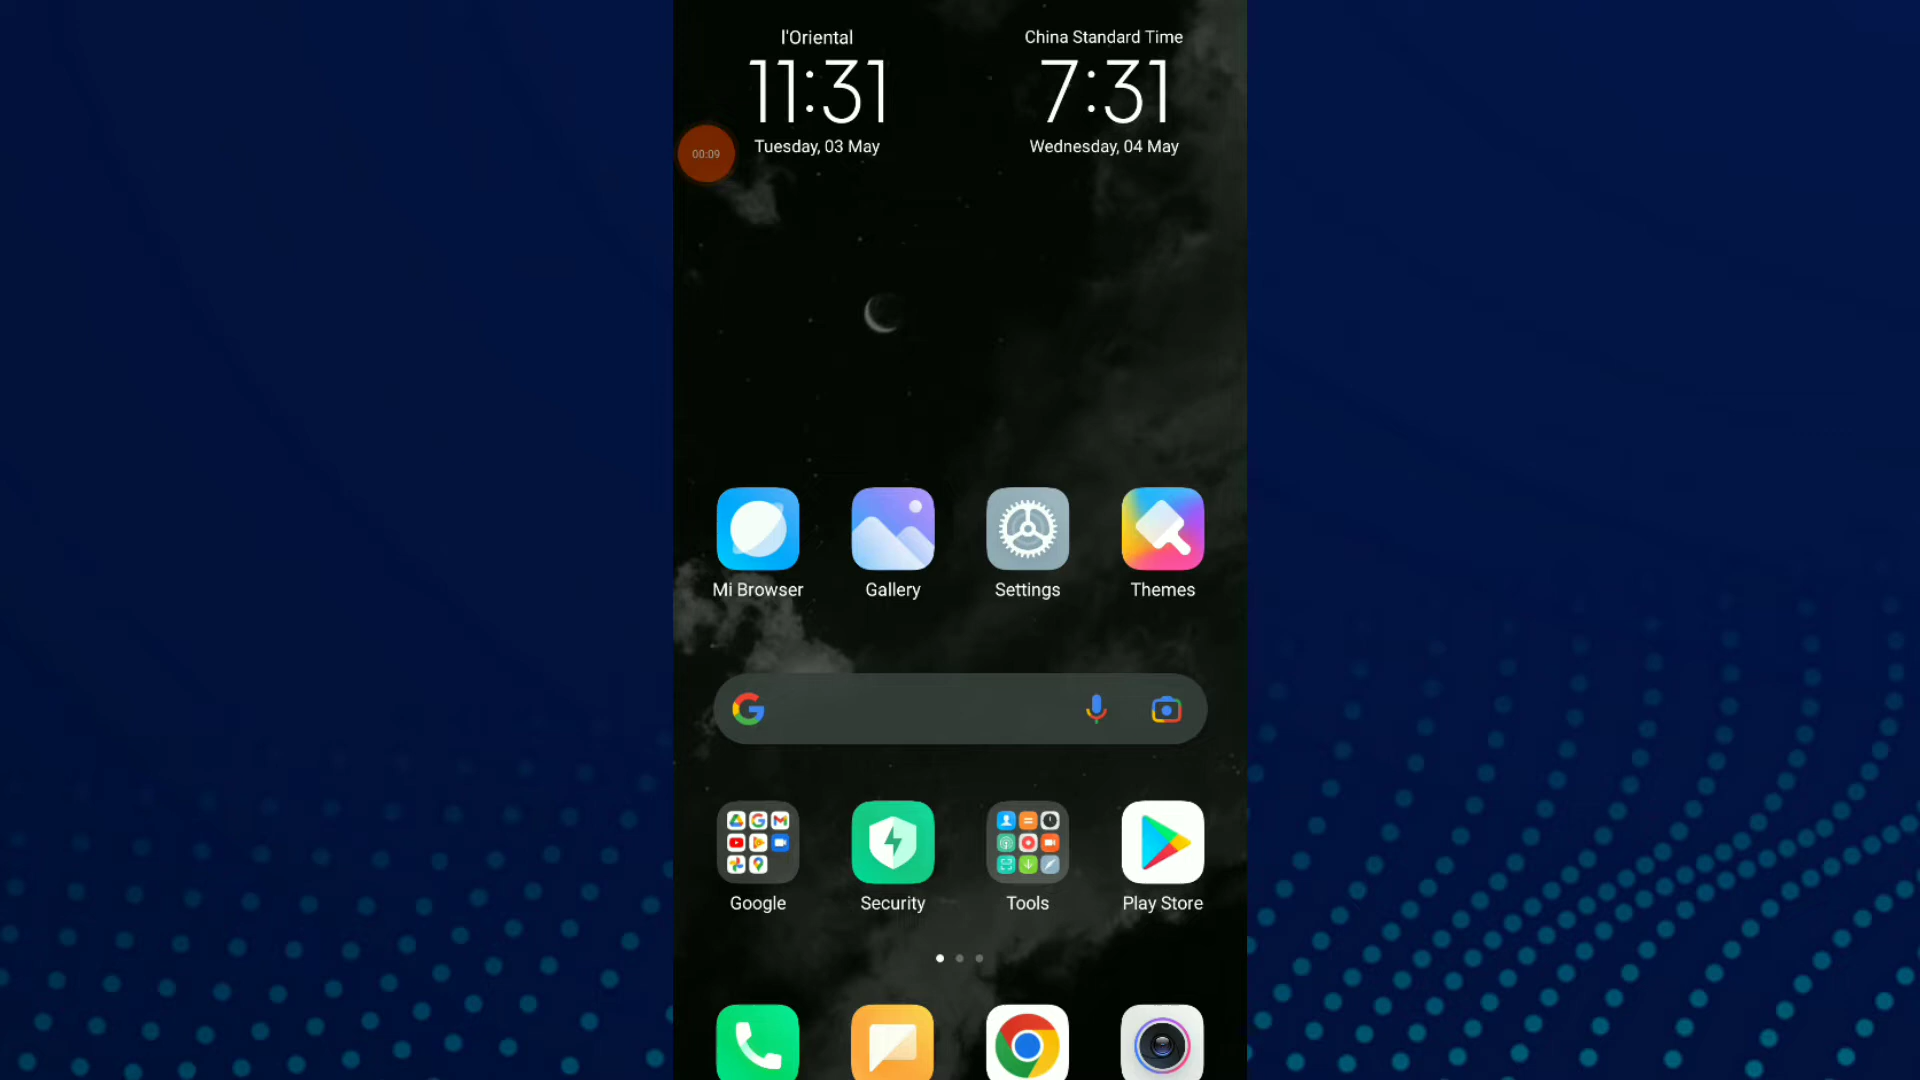 l'Oriental
11:31
Tuesday, 03 May
China Standard Time
7:31
Wednesday, 04 May
00:09
Mi Browser
Gallery
Settings
Themes
Google
Security
Tools
Play Store